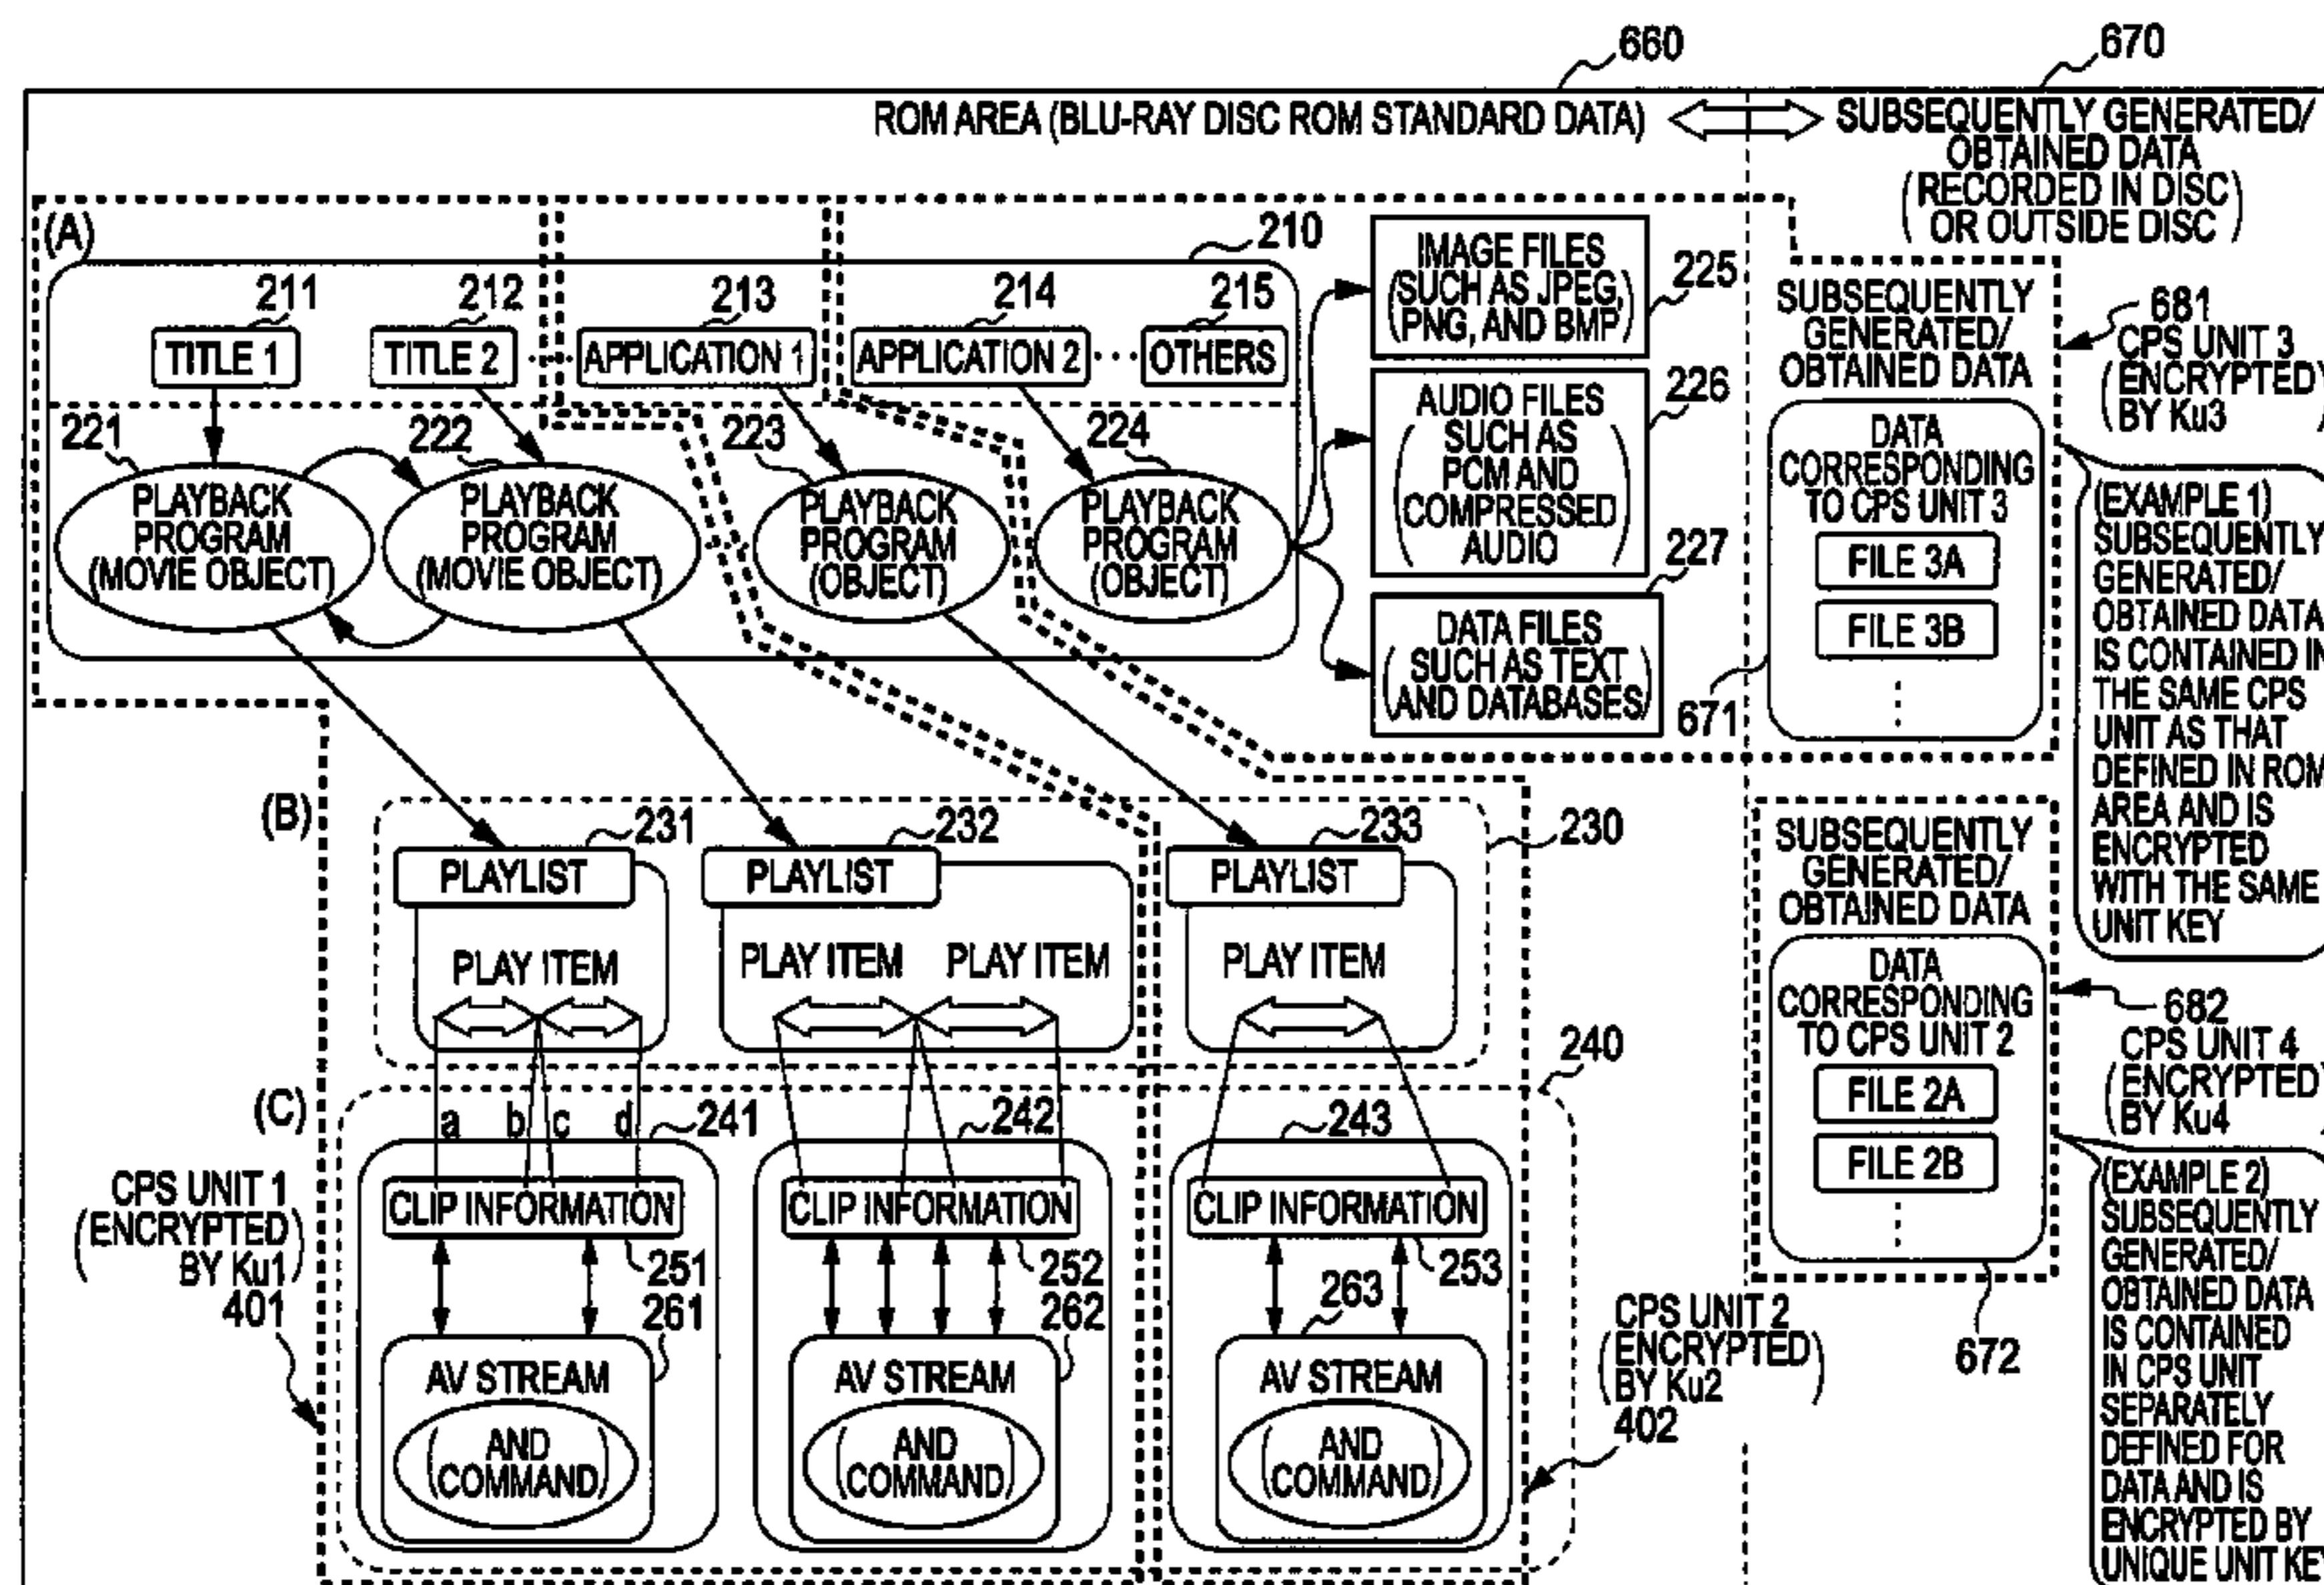 660
670
ROM AREA (BLU-RAY DISC ROM STANDARD DATA)
SUBSEQUENTLY GENERATED/
OBTAINED DATA
(RECORDED IN DISC
OR OUTSIDE DISC)
(A)
210
211
212
213
214
215
TITLE 1
TITLE 2
APPLICATION 1
APPLICATION 2
OTHERS
221
222
223
224
PLAYBACK
PROGRAM
(MOVIE OBJECT)
PLAYBACK
PROGRAM
(MOVIE OBJECT)
PLAYBACK
PROGRAM
(OBJECT)
PLAYBACK
PROGRAM
(OBJECT)
IMAGE FILES
(SUCH AS JPEG,
PNG, AND BMP)
225
AUDIO FILES
(SUCH AS
PCM AND
COMPRESSED
AUDIO)
226
227
DATA FILES
(SUCH AS TEXT
AND DATABASES)
SUBSEQUENTLY
GENERATED/
OBTAINED DATA
DATA
CORRESPONDING
TO CPS UNIT 3
FILE 3A
FILE 3B
671
681
CPS UNIT 3
(ENCRYPTED
BY Ku3
(EXAMPLE 1)
SUBSEQUENTLY
GENERATED/
OBTAINED DATA
IS CONTAINED IN
THE SAME CPS
UNIT AS THAT
DEFINED IN ROM
AREA AND IS
ENCRYPTED
WITH THE SAME
UNIT KEY
(B)
231
232
233
230
PLAYLIST
PLAYLIST
PLAYLIST
PLAY ITEM
PLAY ITEM
PLAY ITEM
PLAY ITEM
SUBSEQUENTLY
GENERATED/
OBTAINED DATA
DATA
CORRESPONDING
TO CPS UNIT 2
FILE 2A
FILE 2B
672
682
CPS UNIT 4
(ENCRYPTED
BY Ku4
(EXAMPLE 2)
SUBSEQUENTLY
GENERATED/
OBTAINED DATA
IS CONTAINED
IN CPS UNIT
SEPARATELY
DEFINED FOR
DATA AND IS
ENCRYPTED BY
UNIQUE UNIT KEY
240
(C)
a
b
c
d
241
242
243
CLIP INFORMATION
CLIP INFORMATION
CLIP INFORMATION
251
252
253
261
262
263
AV STREAM
(AND
COMMAND)
AV STREAM
(AND
COMMAND)
AV STREAM
(AND
COMMAND)
CPS UNIT 1
(ENCRYPTED
BY Ku1)
401
CPS UNIT 2
(ENCRYPTED
BY Ku2)
402